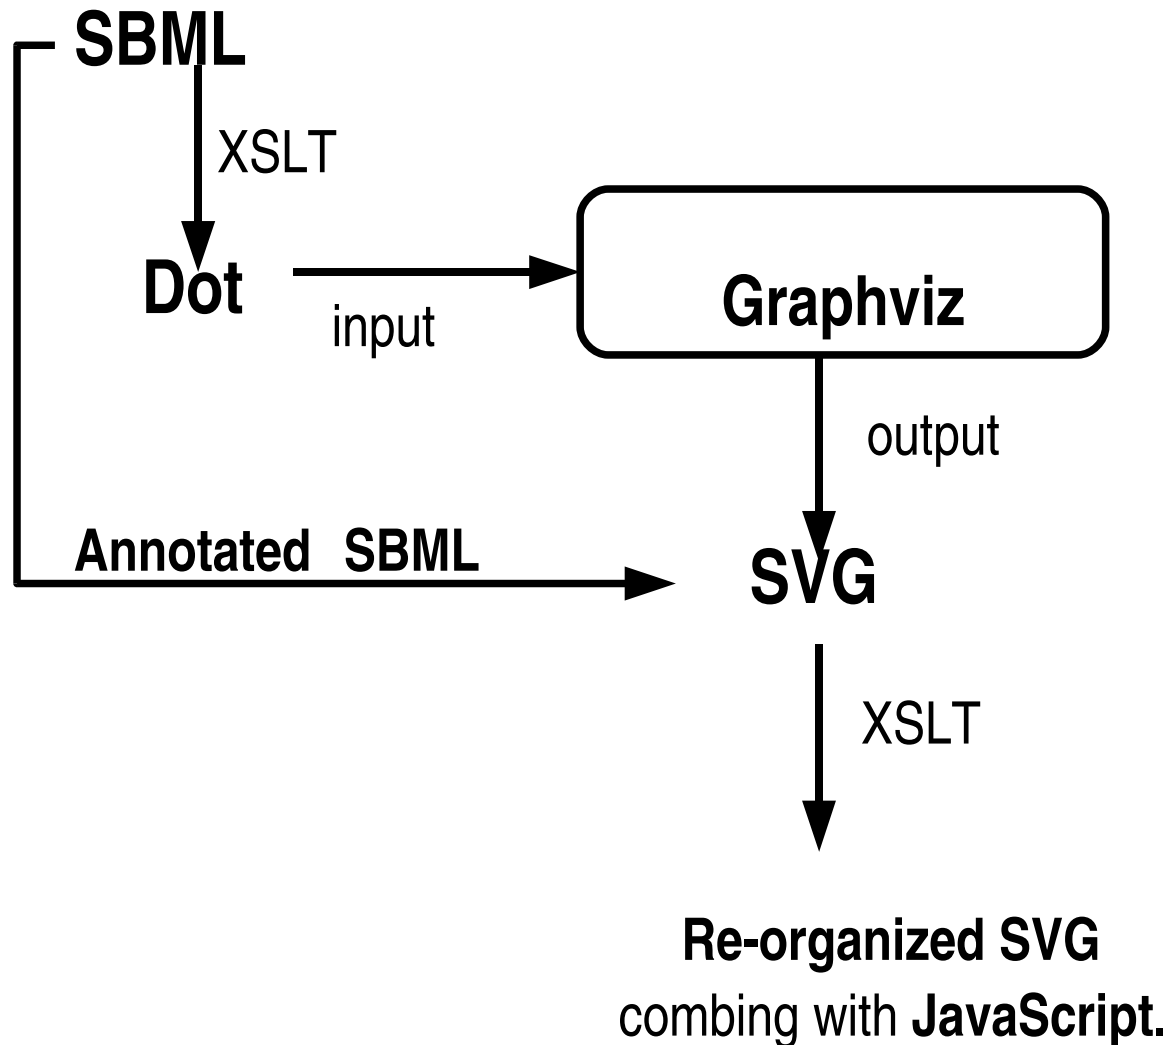 SBML
XSLT
Dot
input
Graphviz
output
Annotated SBML
SVG
XSLT
Re-organized SVG
combing with JavaScript.